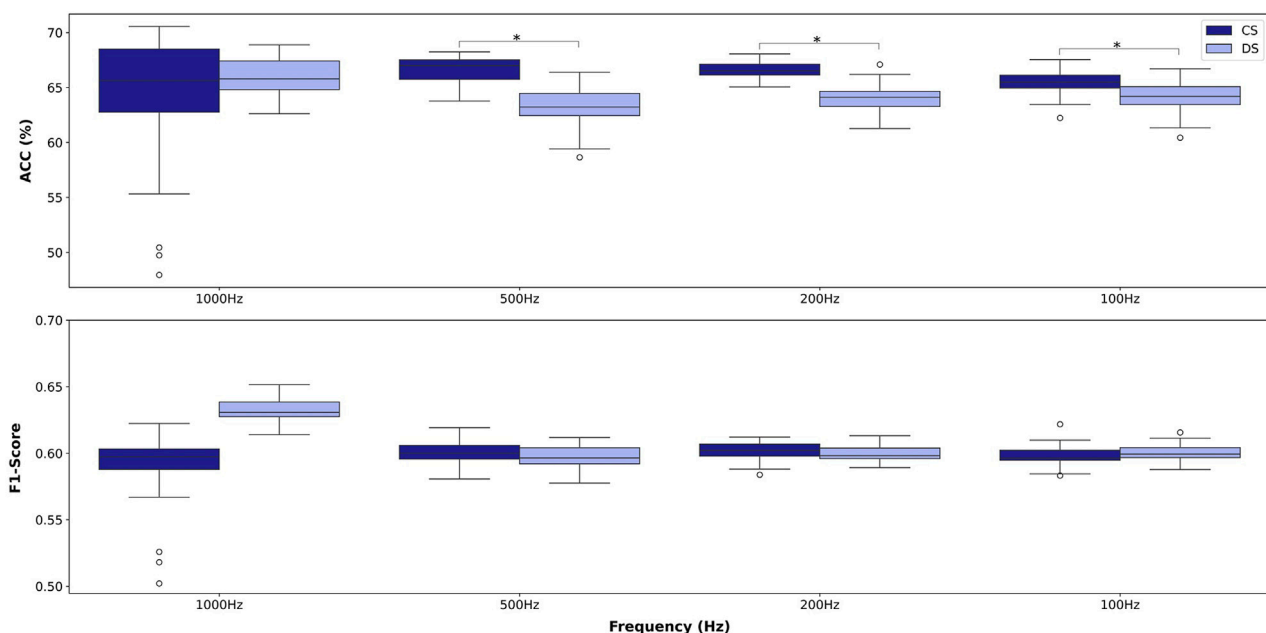 70
65
60
55
50
ACC (%)
*
*
*
CS
DS
1000Hz
500Hz
200Hz
100Hz
0.70
0.65
0.60
0.55
0.50
F1-Score
1000Hz
500Hz
200Hz
100Hz
Frequency (Hz)